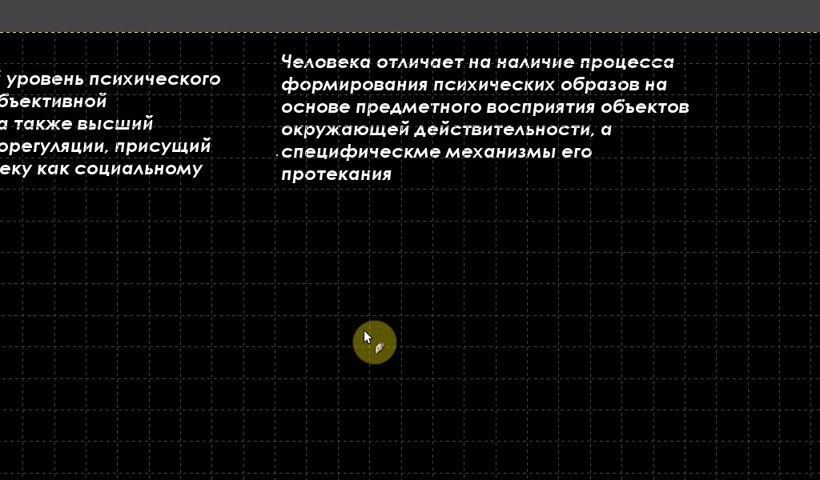 уровень психического
бъективной
а также высший
орегуляции, присущий
еку как социальному
Человека отличает на наличие процесса
формирования психических образов на
основе предметного восприятия объектов
окружающей действительности, а
специфическме механизмы его
протекания